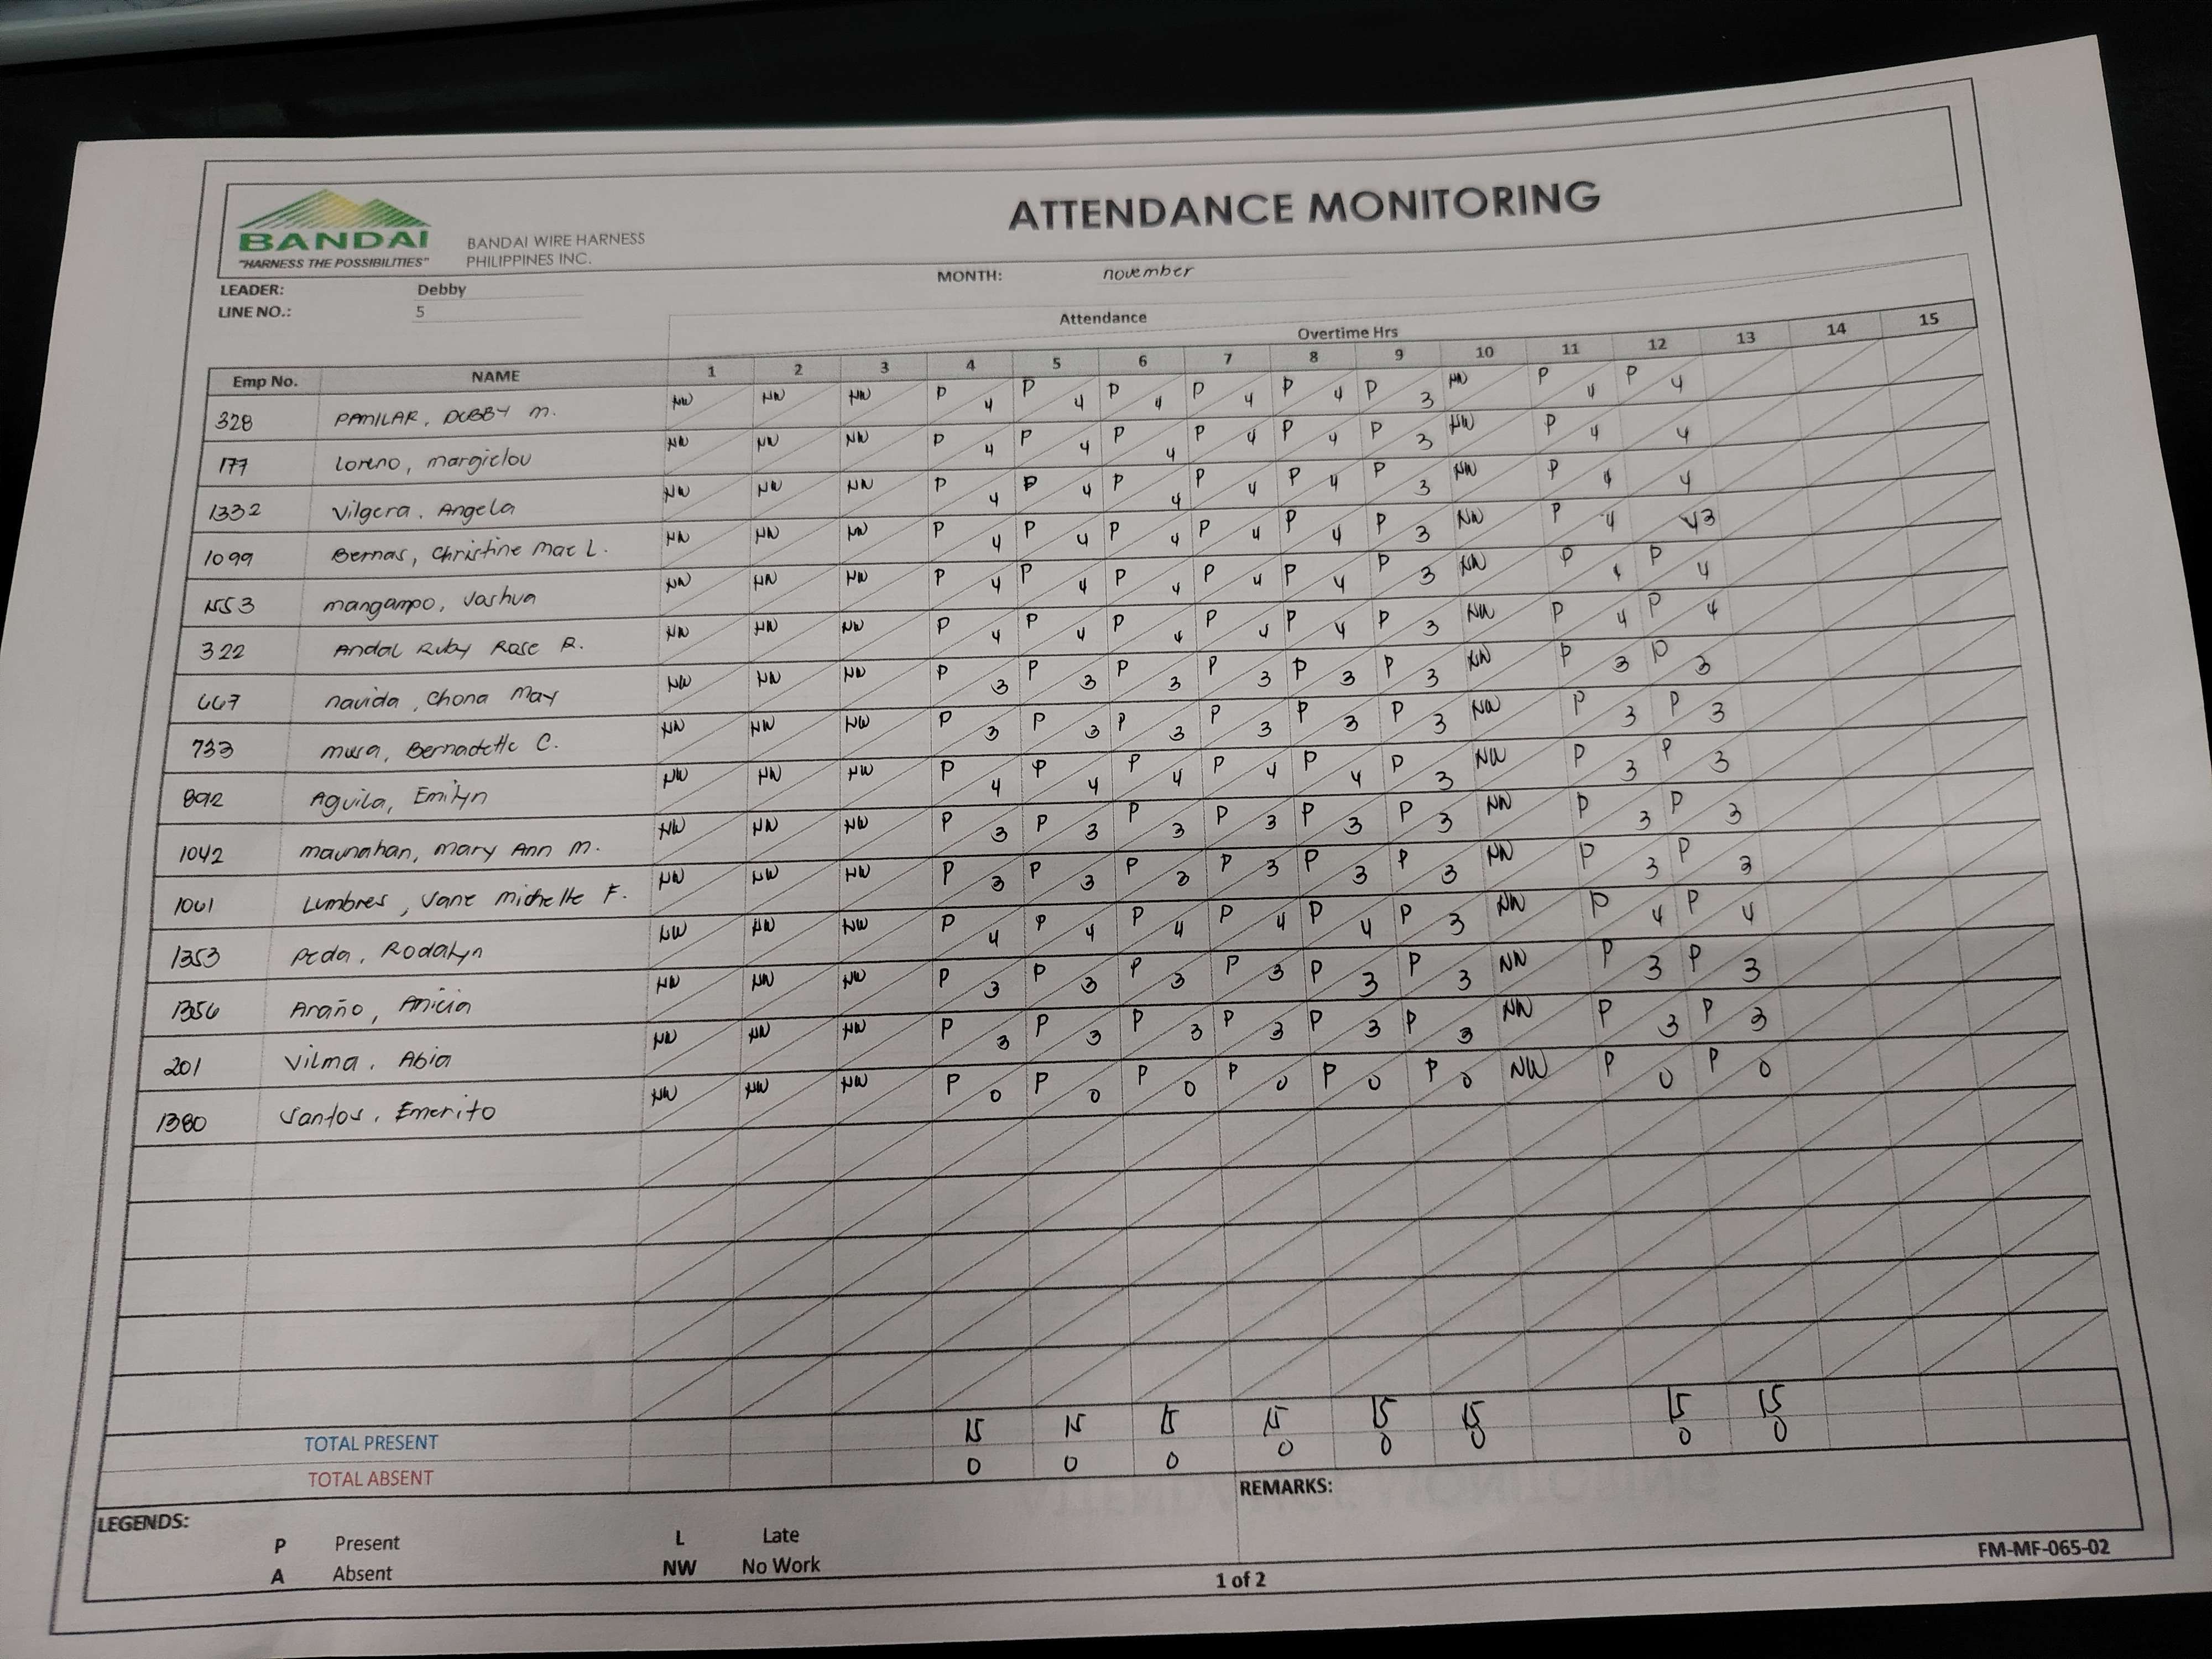 ATTENDANCE MONITORING
BANDAI
"HARNESS THE POSSIBILITIES"
BANDAI WIRE HARNESS
PHILIPPINES INC.
MONTH: november
LEADER: Debby
LINE NO.: 5
Attendance
Overtime Hrs
Emp No. NAME 1 2 3 4 5 6 7 8 9 10 11 12 13 14 15
328 PAMILAR, DEBBY M. NW NW NW P 4 P 4 P 4 P 4 P 4 P 3 NW P 4 P 4
177 Loreno, margielou NW NW NW P 4 P 4 P 4 P 4 P 4 P 3 NW P 4 4
1332 Vilgera, Angela NW NW NW P 4 P 4 P 4 P 4 P 4 P 3 NW P 4 4
1099 Bernas, Christine Mae L. NW NW NW P 4 P 4 P 4 P 4 P 4 P 3 NW P 4 3
1553 mangampo, Joshua NW NW NW P 4 P 4 P 4 P 4 P 4 P 3 NW P 4 P 4
322 Andal Ruby Rose R. NW NW NW P 4 P 4 P 4 P 4 P 4 P 3 NW P 4 P 4
667 navida, Chona May NW NW NW P 3 P 3 P 3 P 3 P 3 P 3 NW P 3 P 3
733 Bernadette C. NW NW NW P 3 P 3 P 3 P 3 P 3 P 3 NW P 3 P 3
892 Aguila, Emilyn NW NW NW P 4 P 4 P 4 P 4 P 4 P 3 NW P 3 P 3
1042 maunahan, Mary Ann M. NW NW NW P 3 P 3 P 3 P 3 P 3 P 3 NW P 3 P 3
1061 Lumbres, Jane Michelle F. NW NW NW P 3 P 3 P 3 P 3 P 3 P 3 NW P 3 P 3
1353 Peda, Rodalyn NW NW NW P 4 P 4 P 4 P 4 P 4 P 3 NW P 4 P 4
1356 Araño, Anicia NW NW NW P 3 P 3 P 3 P 3 P 3 P 3 NW P 3 P 3
201 Vilma, Abia NW NW NW P 3 P 3 P 3 P 3 P 3 P 3 NW P 3 P 3
1380 Santos, Emerito NW NW NW P 0 P 0 P 0 P 0 P 0 P 0 NW P 0 P 0
TOTAL PRESENT 15 15 15 15 15 15 15 15
TOTAL ABSENT 0 0 0 0 0 0 0 0
REMARKS:
LEGENDS:
P Present L Late
A Absent NW No Work
1 of 2
FM-MF-065-02